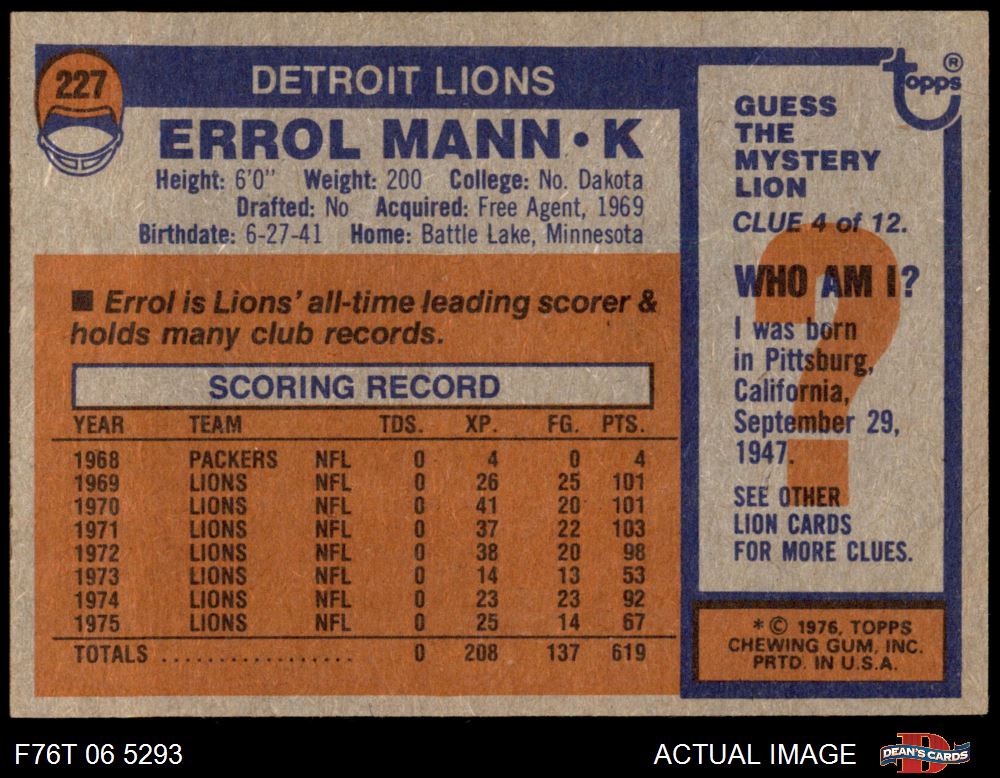 227
DETROIT LIONS
ERROL MANN • K
Height: 6'0" Weight: 200 College: No. Dakota
Drafted: No Acquired: Free Agent, 1969
Birthdate: 6-27-41 Home: Battle Lake, Minnesota
■ Errol is Lions' all-time leading scorer &
holds many club records.
SCORING RECORD
YEAR TEAM TDS. XP. FG. PTS.
1968 PACKERS NFL 0 4 0 4
1969 LIONS NFL 0 26 25 101
1970 LIONS NFL 0 41 20 101
1971 LIONS NFL 0 37 22 103
1972 LIONS NFL 0 38 20 98
1973 LIONS NFL 0 14 13 53
1974 LIONS NFL 0 23 23 92
1975 LIONS NFL 0 25 14 67
TOTALS .................. 0 208 137 619
topps ®
GUESS
THE
MYSTERY
LION
CLUE 4 of 12.
?
WHO AM I?
I was born
in Pittsburg,
California,
September 29,
1947.
SEE OTHER
LION CARDS
FOR MORE CLUES.
* © 1976, TOPPS
CHEWING GUM, INC.
PRTD. IN U.S.A.
F76T 06 5293
ACTUAL IMAGE
D
DEAN'S CARDS